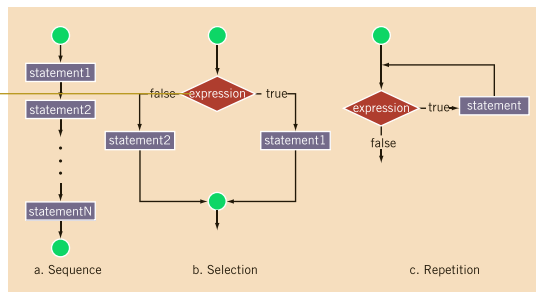 statement1
statement2
statementN
a. Sequence
false
expression
true
statement2
statement1
b. Selection
expression
true
statement
false
c. Repetition